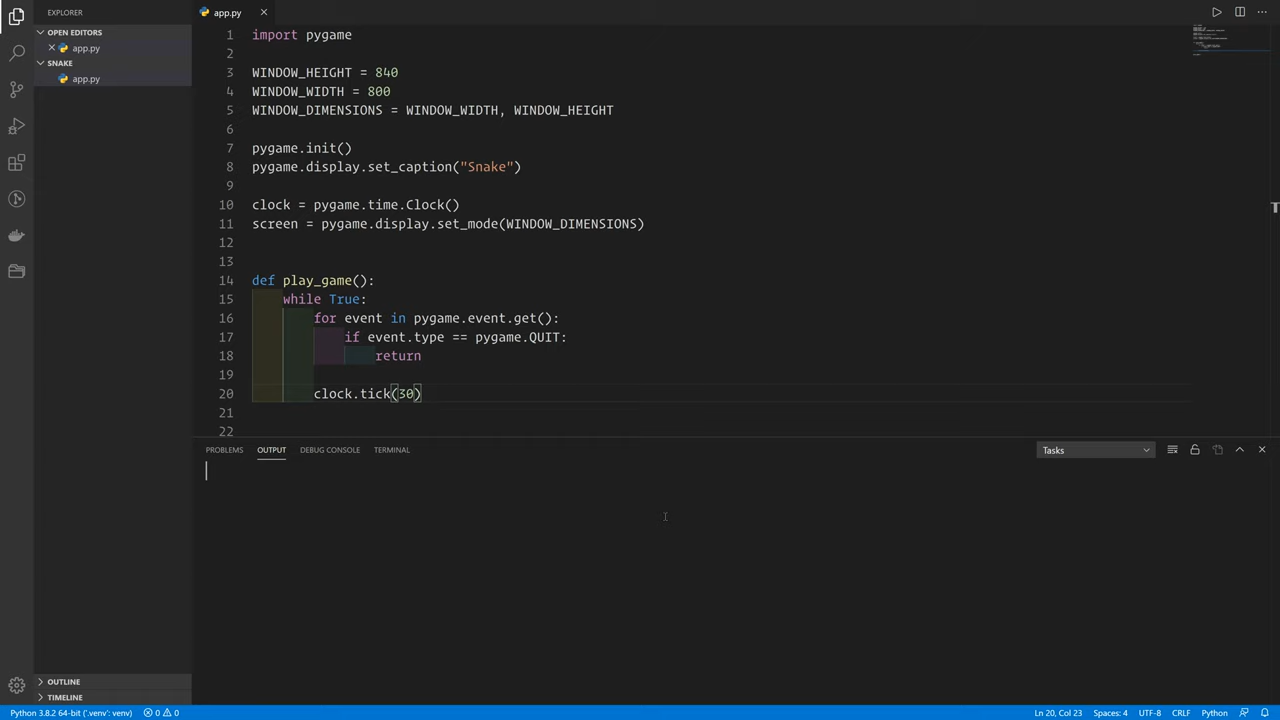 EXPLORER
OPEN EDITORS
app.py
SNAKE
app.py
OUTLINE
TIMELINE
app.py
1 import pygame
2
3 WINDOW_HEIGHT = 840
4 WINDOW_WIDTH = 800
5 WINDOW_DIMENSIONS = WINDOW_WIDTH, WINDOW_HEIGHT
6
7 pygame.init()
8 pygame.display.set_caption("Snake")
9
10 clock = pygame.time.Clock()
11 screen = pygame.display.set_mode(WINDOW_DIMENSIONS)
12
13
14 def play_game():
15 while True:
16 for event in pygame.event.get():
17 if event.type == pygame.QUIT:
18 return
19
20 clock.tick(30)
21
22
PROBLEMS OUTPUT DEBUG CONSOLE TERMINAL Tasks
Python 3.8.2 64-bit ('.venv': venv) 0 0 Ln 20, Col 23 Spaces: 4 UTF-8 CRLF Python